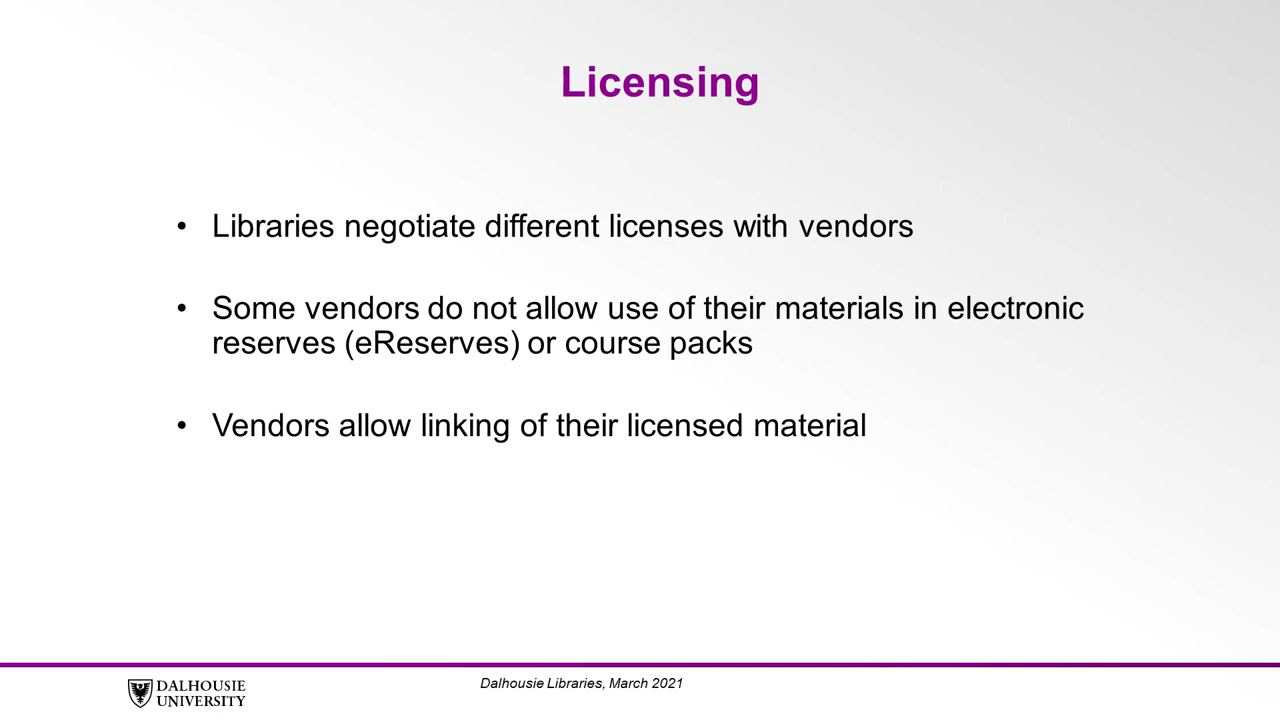 Licensing
• Libraries negotiate different licenses with vendors
• Some vendors do not allow use of their materials in electronic
reserves (eReserves) or course packs
• Vendors allow linking of their licensed material
DALHOUSIE
UNIVERSITY
Dalhousie Libraries, March 2021